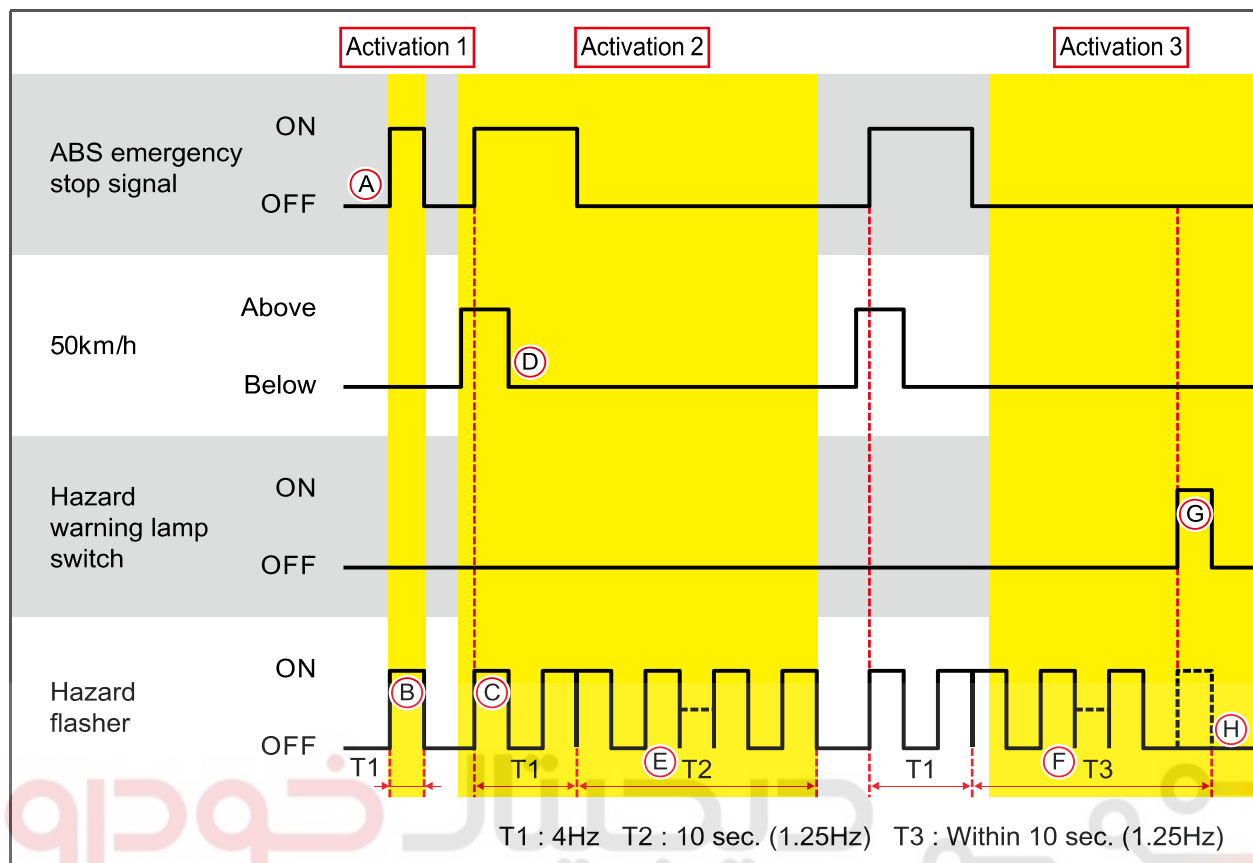 Activation 1 Activation 2 Activation 3
ON
ABS emergency
stop signal
A
OFF
Above
50km/h
D
Below
ON
Hazard
warning lamp
switch
G
OFF
ON
Hazard
flasher
B C
OFF
H
T1 T1 E T2 T1 F T3
دیجیتال خودرو
T1 : 4Hz T2 : 10 sec. (1.25Hz) T3 : Within 10 sec. (1.25Hz)